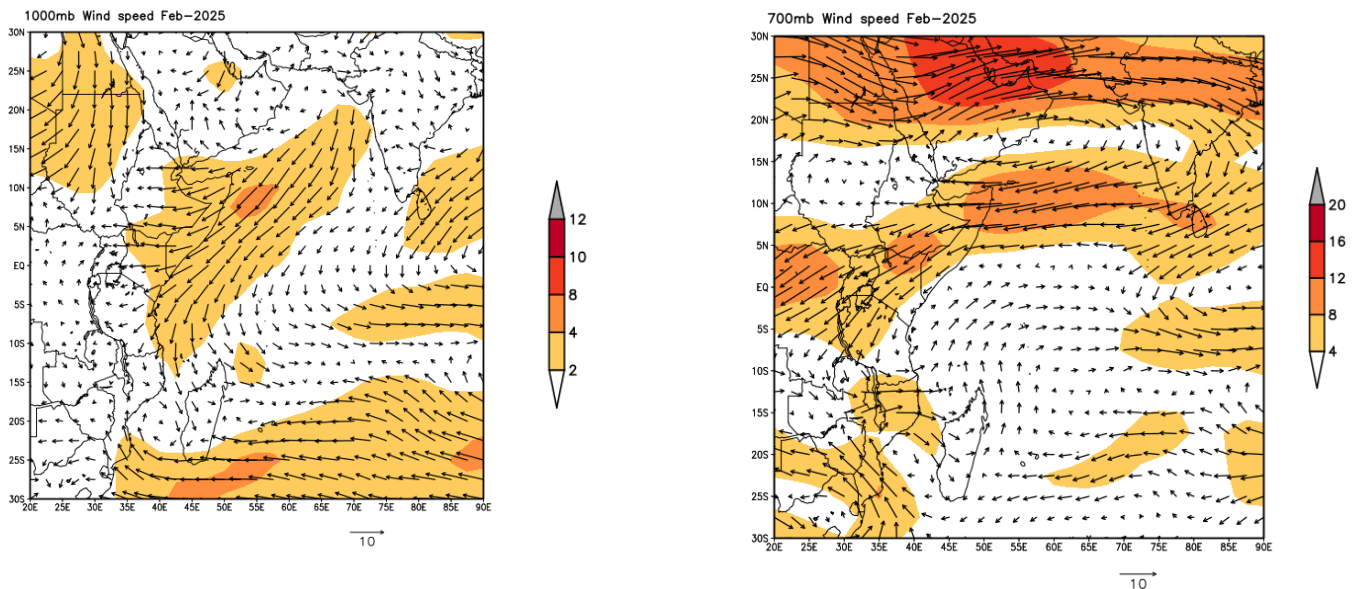 1000mb Wind speed Feb-2025
30N
25N
20N
15N
10N
5N
EQ
5S
10S
15S
20S
25S
30S
20E 25E 30E 35E 40E 45E 50E 55E 60E 65E 70E 75E 80E 85E 90E
10
12
10
8
4
2
700mb Wind speed Feb-2025
30N
25N
20N
15N
10N
5N
EQ
5S
10S
15S
20S
25S
30S
20E 25E 30E 35E 40E 45E 50E 55E 60E 65E 70E 75E 80E 85E 90E
10
20
16
12
8
4